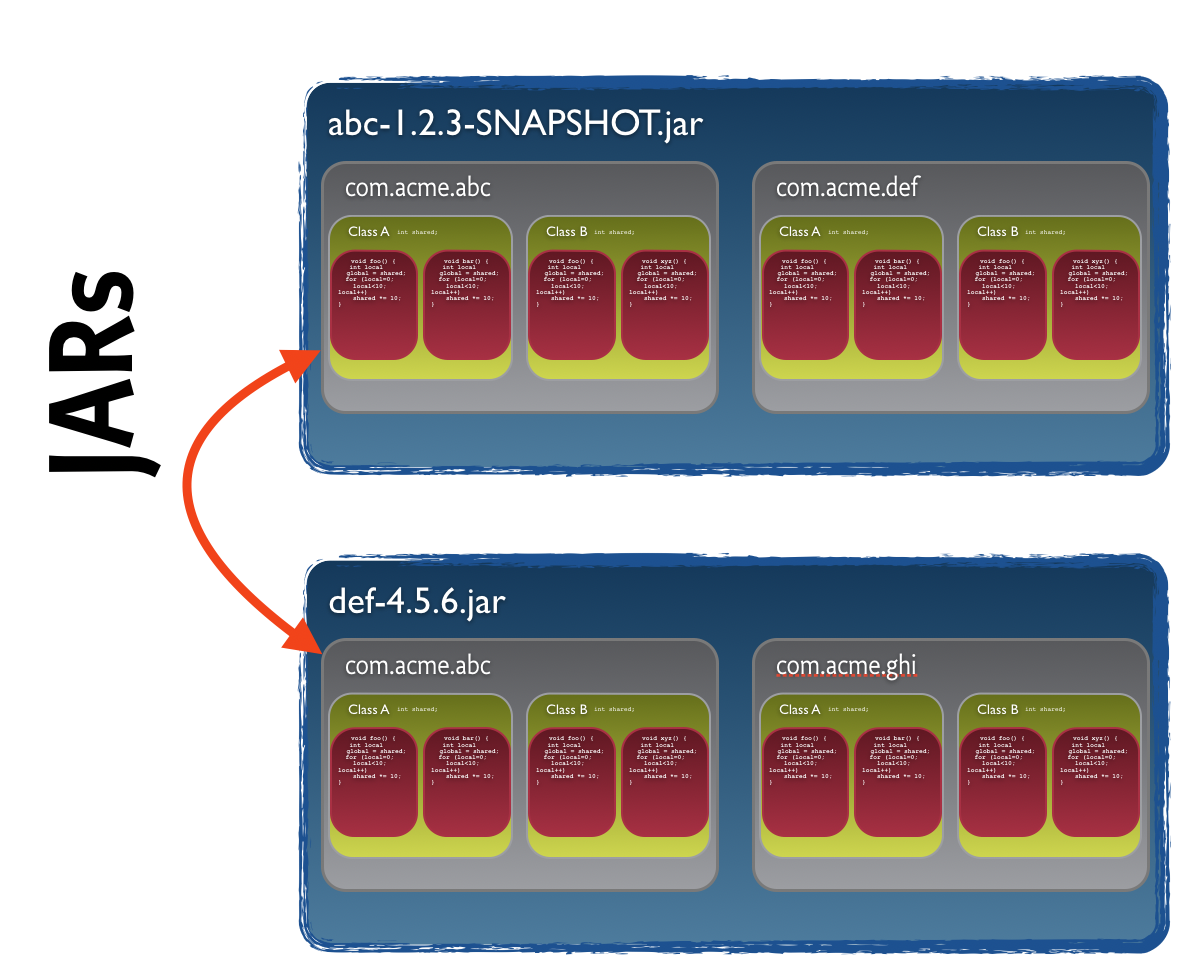 JARs
abc-1.2.3-SNAPSHOT.jar
com.acme.abc
Class A int shared;
void foo() {
int local
global = shared;
for (local=0;
local<10;
local++)
shared *= 10;
}
void bar() {
int local
global = shared;
for (local=0;
local<10;
local++)
shared *= 10;
}
Class B int shared;
void foo() {
int local
global = shared;
for (local=0;
local<10;
local++)
shared *= 10;
}
void xyz() {
int local
global = shared;
for (local=0;
local<10;
local++)
shared *= 10;
}
com.acme.def
Class A int shared;
void foo() {
int local
global = shared;
for (local=0;
local<10;
local++)
shared *= 10;
}
void bar() {
int local
global = shared;
for (local=0;
local<10;
local++)
shared *= 10;
}
Class B int shared;
void foo() {
int local
global = shared;
for (local=0;
local<10;
local++)
shared *= 10;
}
void xyz() {
int local
global = shared;
for (local=0;
local<10;
local++)
shared *= 10;
}
def-4.5.6.jar
com.acme.abc
Class A int shared;
void foo() {
int local
global = shared;
for (local=0;
local<10;
local++)
shared *= 10;
}
void bar() {
int local
global = shared;
for (local=0;
local<10;
local++)
shared *= 10;
}
Class B int shared;
void foo() {
int local
global = shared;
for (local=0;
local<10;
local++)
shared *= 10;
}
void xyz() {
int local
global = shared;
for (local=0;
local<10;
local++)
shared *= 10;
}
com.acme.ghi
Class A int shared;
void foo() {
int local
global = shared;
for (local=0;
local<10;
local++)
shared *= 10;
}
void bar() {
int local
global = shared;
for (local=0;
local<10;
local++)
shared *= 10;
}
Class B int shared;
void foo() {
int local
global = shared;
for (local=0;
local<10;
local++)
shared *= 10;
}
void xyz() {
int local
global = shared;
for (local=0;
local<10;
local++)
shared *= 10;
}